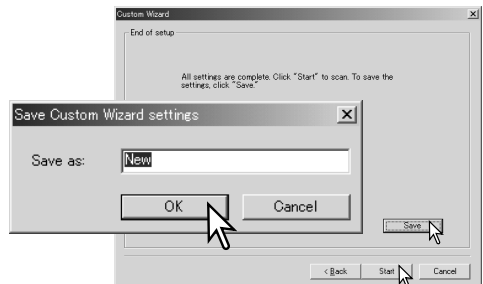 Custom Wizard
End of setup
All settings are complete. Click "Start" to scan. To save the
settings, click "Save."
Save Custom Wizard settings
Save as:
New
OK
Cancel
Save
< Back
Start
Cancel